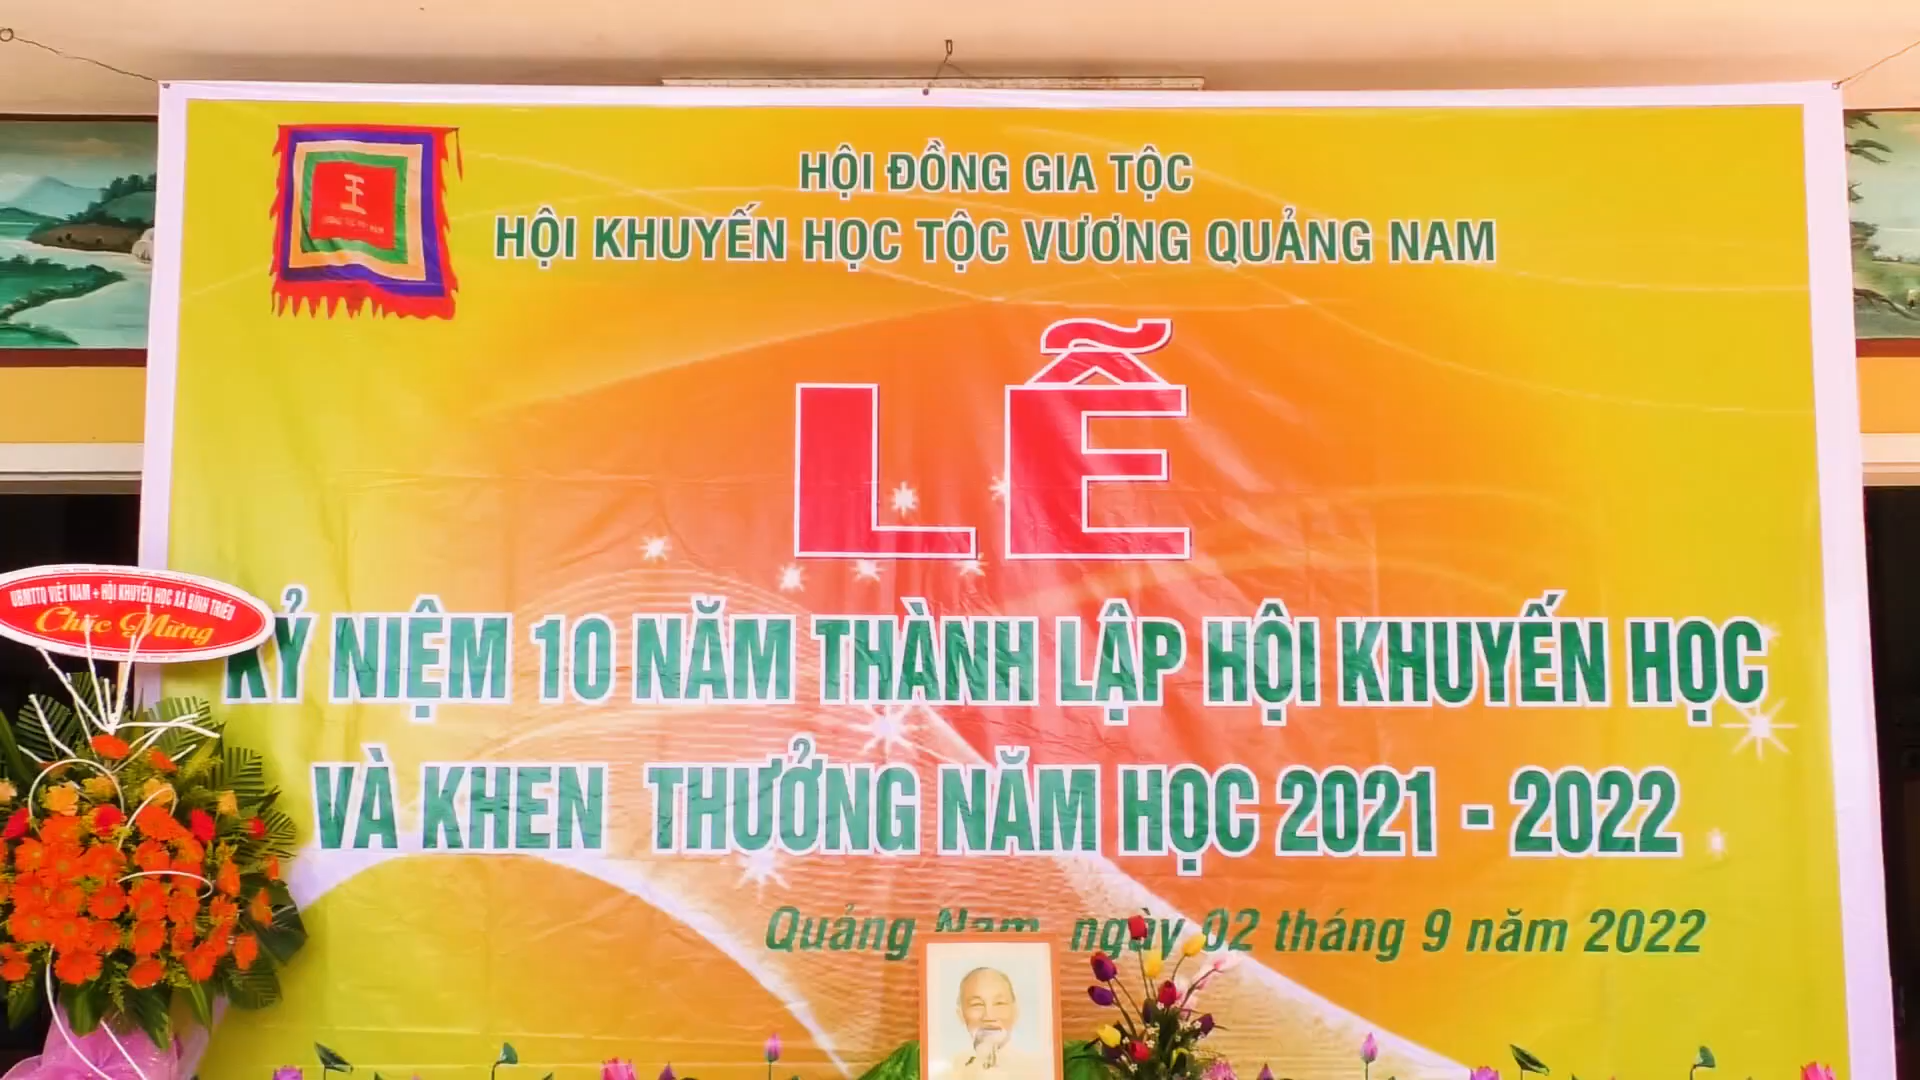 HỘI ĐỒNG GIA TỘC
HỘI KHUYẾN HỌC TỘC VƯƠNG QUẢNG NAM
王
LỄ
UBMTTQ VIỆT NAM + HỘI KHUYẾN HỌC XÃ BÌNH TRIỀU
Chúc Mừng
KỶ NIỆM 10 NĂM THÀNH LẬP HỘI KHUYẾN HỌC
VÀ KHEN THƯỞNG NĂM HỌC 2021 - 2022
Quảng Nam, ngày 02 tháng 9 năm 2022